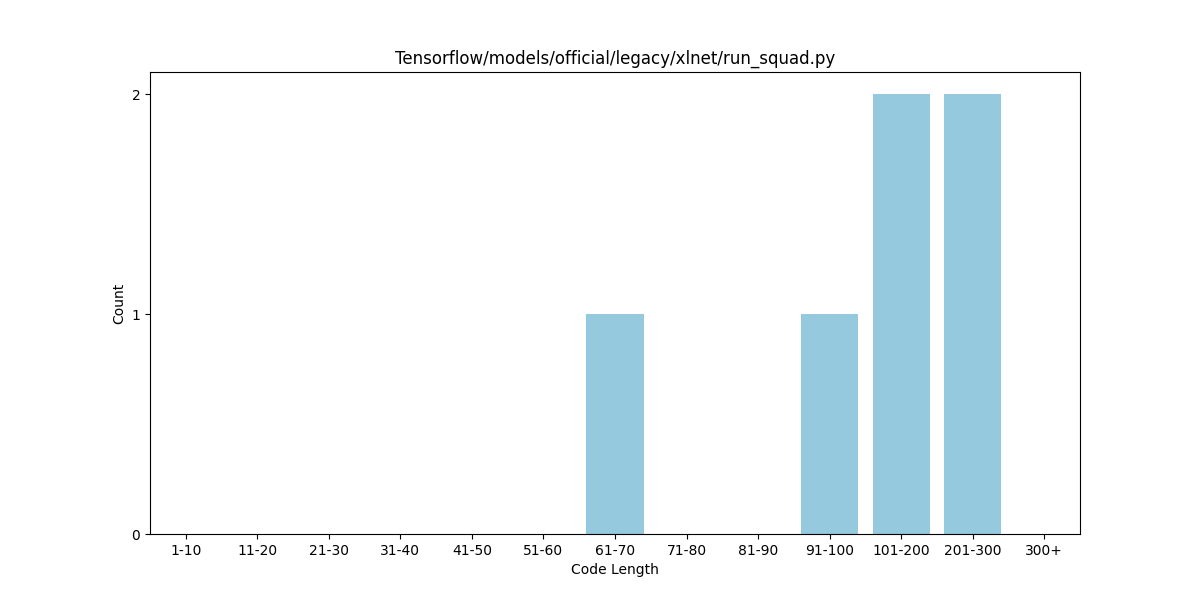 Tensorflow/models/official/legacy/xlnet/run_squad.py
2
1
0
Count
1-10 11-20 21-30 31-40 41-50 51-60 61-70 71-80 81-90 91-100 101-200 201-300 300+
Code Length